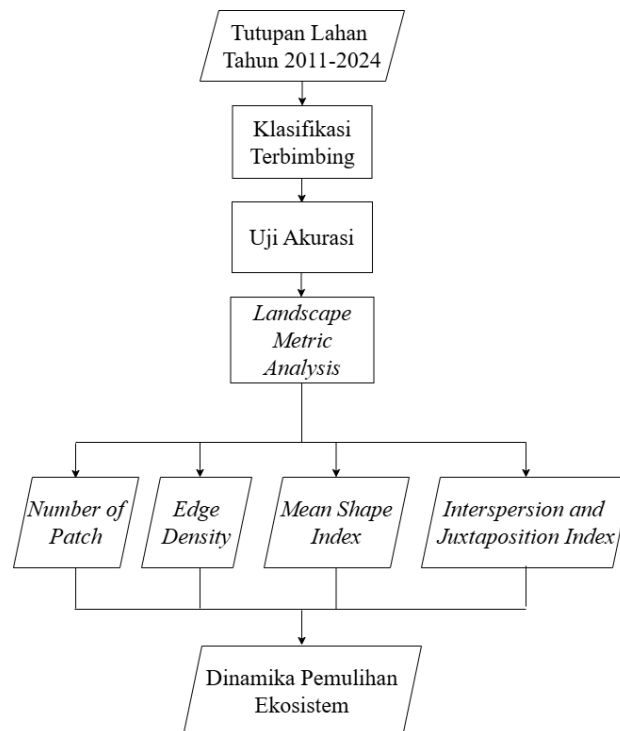 Tutupan Lahan
Tahun 2011-2024
Klasifikasi
Terbimbing
Uji Akurasi
Landscape
Metric
Analysis
Number of
Patch
Edge
Density
Mean Shape
Index
Interspersion and
Juxtaposition Index
Dinamika Pemulihan
Ekosistem